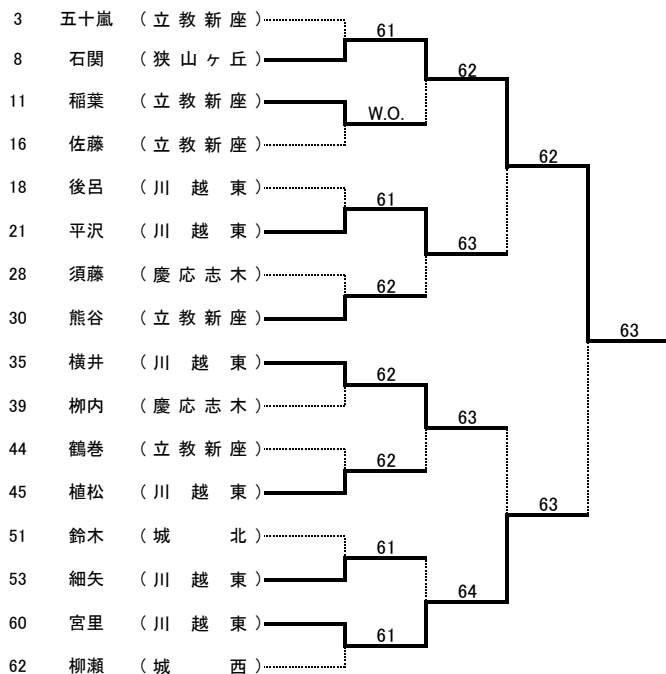 3 五十嵐 (立教新座)
61
8 石関 (狭山ヶ丘)
62
11 稲葉 (立教新座)
W.O.
16 佐藤 (立教新座)
62
18 後呂 (川越東)
61
21 平沢 (川越東)
63
28 須藤 (慶応志木)
62
30 熊谷 (立教新座)
63
35 横井 (川越東)
62
39 栁内 (慶応志木)
63
44 鶴巻 (立教新座)
62
45 植松 (川越東)
63
51 鈴木 (城北)
61
53 細矢 (川越東)
64
60 宮里 (川越東)
61
62 柳瀬 (城西)